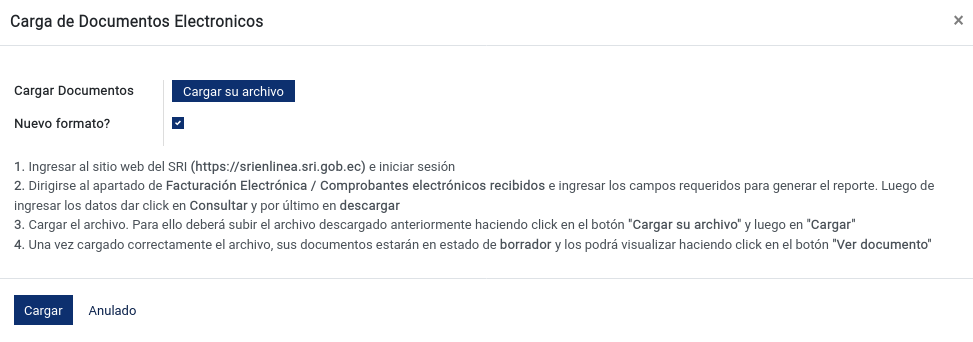 Carga de Documentos Electronicos ×
Cargar Documentos Cargar su archivo
Nuevo formato?
1. Ingresar al sitio web del SRI (https://srienlinea.sri.gob.ec) e iniciar sesión
2. Dirigirse al apartado de Facturación Electrónica / Comprobantes electrónicos recibidos e ingresar los campos requeridos para generar el reporte. Luego de
ingresar los datos dar click en Consultar y por último en descargar
3. Cargar el archivo. Para ello deberá subir el archivo descargado anteriormente haciendo click en el botón "Cargar su archivo" y luego en "Cargar"
4. Una vez cargado correctamente el archivo, sus documentos estarán en estado de borrador y los podrá visualizar haciendo click en el botón "Ver documento"
Cargar Anulado